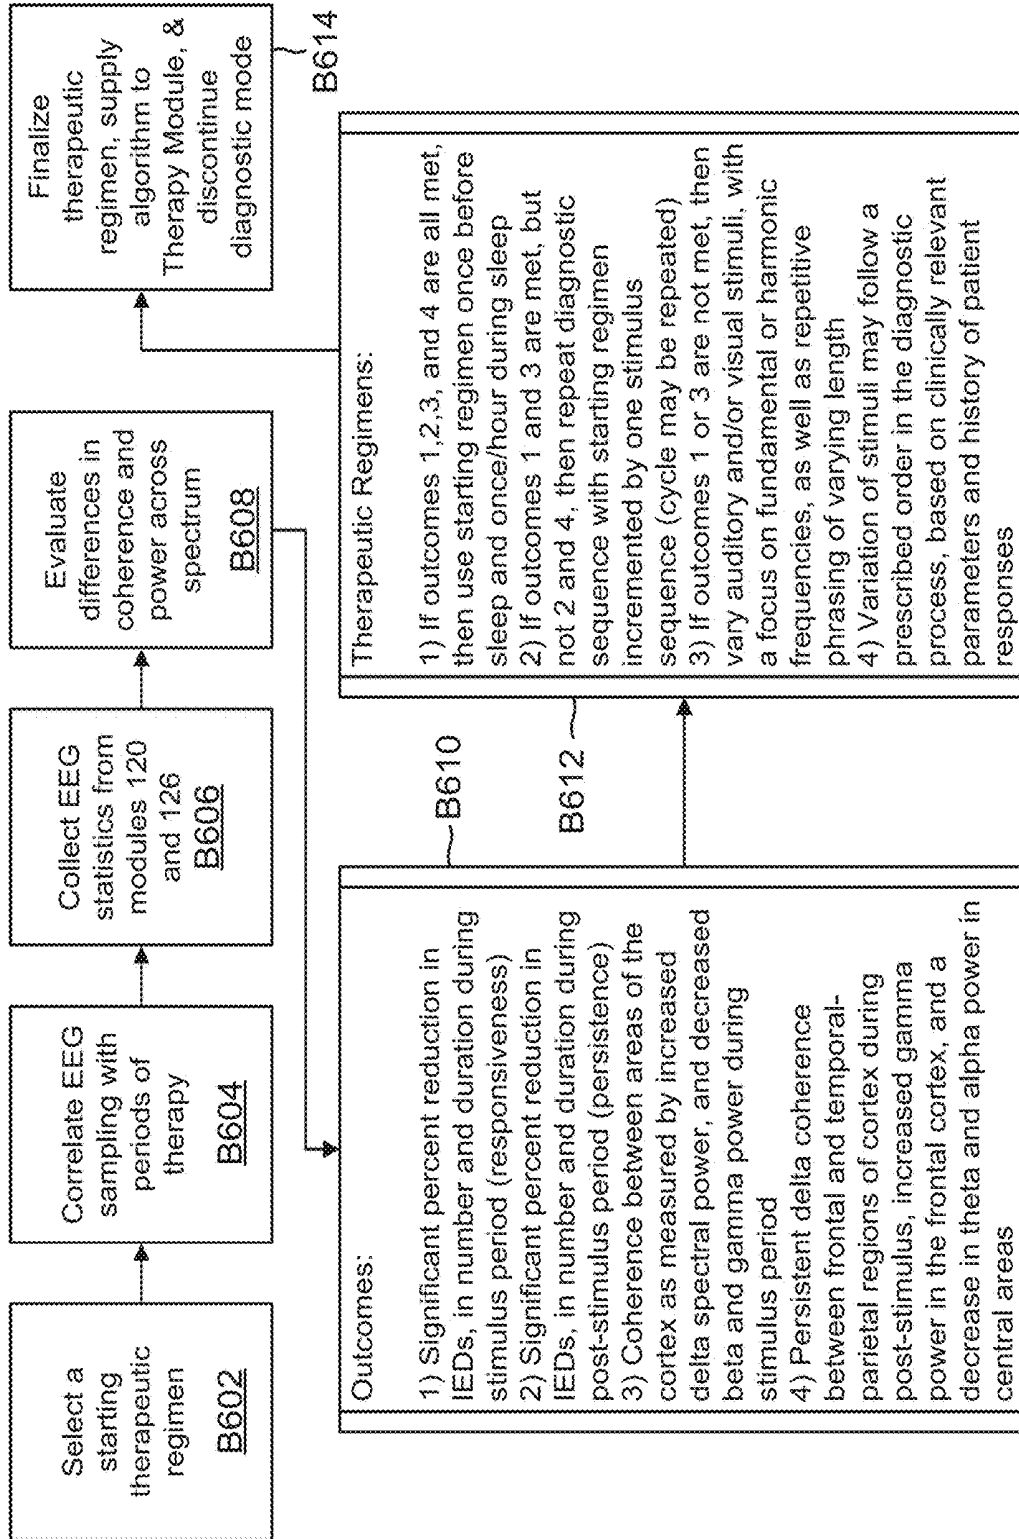 Select a
starting
therapeutic
regimen
B602
Correlate EEG
sampling with
periods of
therapy
B604
Collect EEG
statistics from
modules 120
and 126
B606
Evaluate
differences in
coherence and
power across
spectrum
B608
Outcomes:
1) Significant percent reduction in
IEDs, in number and duration during
stimulus period (responsiveness)
2) Significant percent reduction in
IEDs, in number and duration during
post-stimulus period (persistence)
3) Coherence between areas of the
cortex as measured by increased
delta spectral power, and decreased
beta and gamma power during
stimulus period
4) Persistent delta coherence
between frontal and temporal-
parietal regions of cortex during
post-stimulus, increased gamma
power in the frontal cortex, and a
decrease in theta and alpha power in
central areas
B610
Therapeutic Regimens:
1) If outcomes 1,2,3, and 4 are all met,
then use starting regimen once before
sleep and once/hour during sleep
2) If outcomes 1 and 3 are met, but
not 2 and 4, then repeat diagnostic
sequence with starting regimen
incremented by one stimulus
sequence (cycle may be repeated)
3) If outcomes 1 or 3 are not met, then
vary auditory and/or visual stimuli, with
a focus on fundamental or harmonic
frequencies, as well as repetitive
phrasing of varying length
4) Variation of stimuli may follow a
prescribed order in the diagnostic
process, based on clinically relevant
parameters and history of patient
responses
B612
Finalize
therapeutic
regimen, supply
algorithm to
Therapy Module, &
discontinue
diagnostic mode
B614